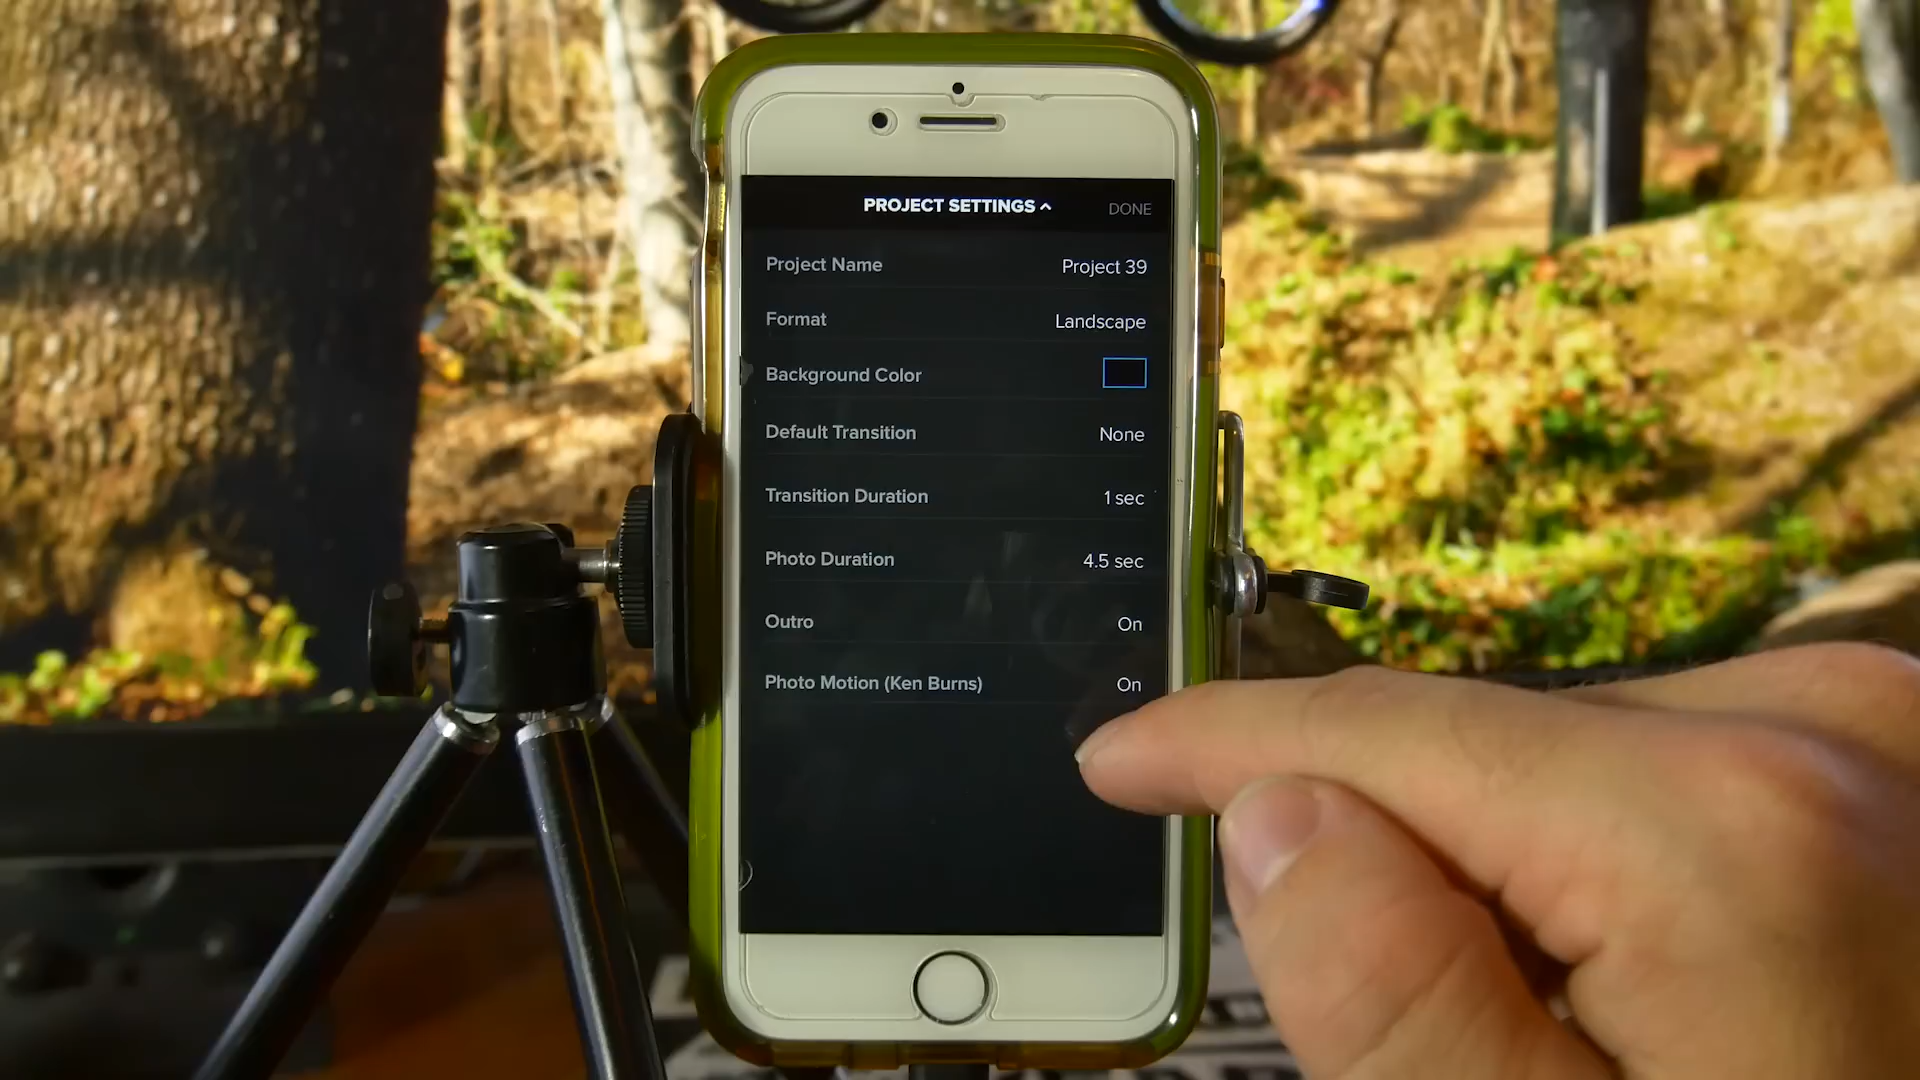 PROJECT SETTINGS
DONE
Project Name Project 39
Format Landscape
Background Color
Default Transition None
Transition Duration 1 sec
Photo Duration 4.5 sec
Outro On
Photo Motion (Ken Burns) On